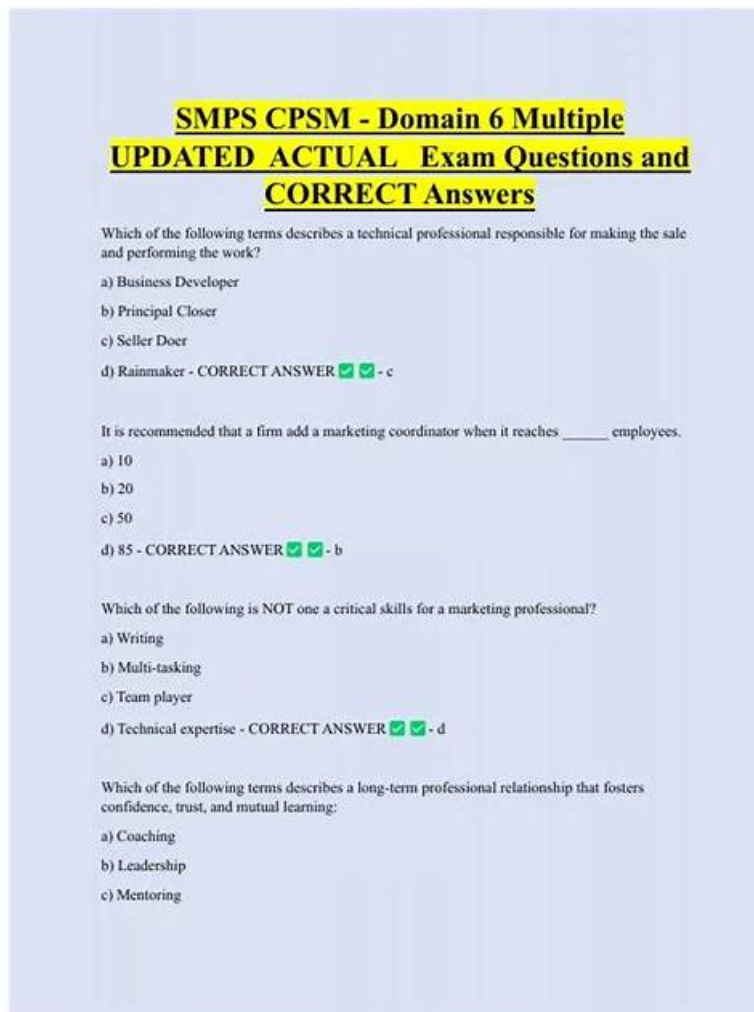 SMPS CPSM - Domain 6 Multiple
UPDATED ACTUAL Exam Questions and
CORRECT Answers
Which of the following terms describes a technical professional responsible for making the sale
and performing the work?
a) Business Developer
b) Principal Closer
c) Seller Doer
d) Rainmaker - CORRECT ANSWER ✅ ✅ - c
It is recommended that a firm add a marketing coordinator when it reaches ______ employees.
a) 10
b) 20
c) 50
d) 85 - CORRECT ANSWER ✅ ✅ - b
Which of the following is NOT one a critical skills for a marketing professional?
a) Writing
b) Multi-tasking
c) Team player
d) Technical expertise - CORRECT ANSWER ✅ ✅ - d
Which of the following terms describes a long-term professional relationship that fosters
confidence, trust, and mutual learning:
a) Coaching
b) Leadership
c) Mentoring